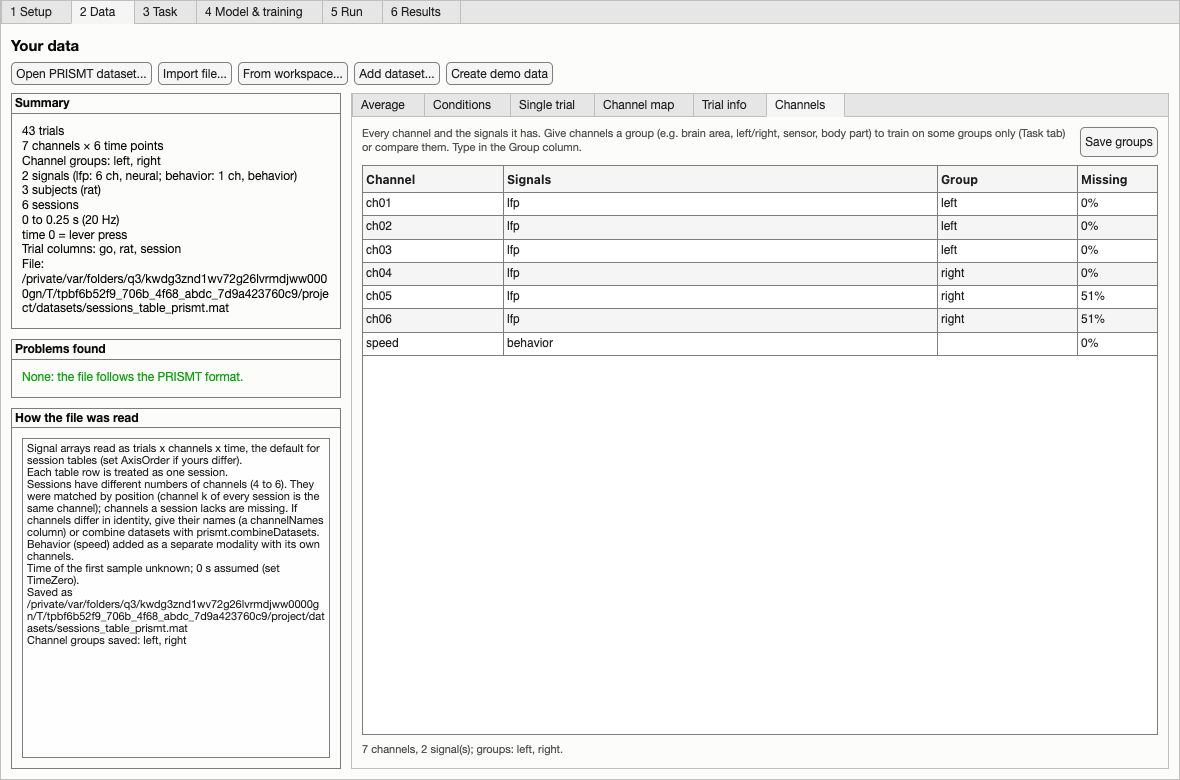 1 Setup
2 Data
3 Task
4 Model & training
5 Run
6 Results
Your data
Open PRISMT dataset...
Import file...
From workspace...
Add dataset...
Create demo data
Summary
43 trials
7 channels × 6 time points
Channel groups: left, right
2 signals (lfp: 6 ch, neural; behavior: 1 ch, behavior)
3 subjects (rat)
6 sessions
0 to 0.25 s (20 Hz)
time 0 = lever press
Trial columns: go, rat, session
File:
/private/var/folders/q3/kwdg3znd1wv72g26lvrmdjww000
0gn/T/tpbf6b52f9_706b_4f68_abdc_7d9a423760c9/proje
ct/datasets/sessions_table_prismt.mat
Problems found
None: the file follows the PRISMT format.
How the file was read
Signal arrays read as trials x channels x time, the default for
session tables (set AxisOrder if yours differ).
Each table row is treated as one session.
Sessions have different numbers of channels (4 to 6). They
were matched by position (channel k of every session is the
same channel); channels a session lacks are missing. If
channels differ in identity, give their names (a channelNames
column) or combine datasets with prismt.combineDatasets.
Behavior (speed) added as a separate modality with its own
channels.
Time of the first sample unknown; 0 s assumed (set
TimeZero).
Saved as
/private/var/folders/q3/kwdg3znd1wv72g26lvrmdjww0000g
n/T/tpbf6b52f9_706b_4f68_abdc_7d9a423760c9/project/dat
asets/sessions_table_prismt.mat
Channel groups saved: left, right
Average
Conditions
Single trial
Channel map
Trial info
Channels
Every channel and the signals it has. Give channels a group (e.g. brain area, left/right, sensor, body part) to train on some groups only (Task tab)
or compare them. Type in the Group column.
Save groups
Channel Signals Group Missing
ch01 lfp left 0%
ch02 lfp left 0%
ch03 lfp left 0%
ch04 lfp right 0%
ch05 lfp right 51%
ch06 lfp right 51%
speed behavior 0%
7 channels, 2 signal(s); groups: left, right.